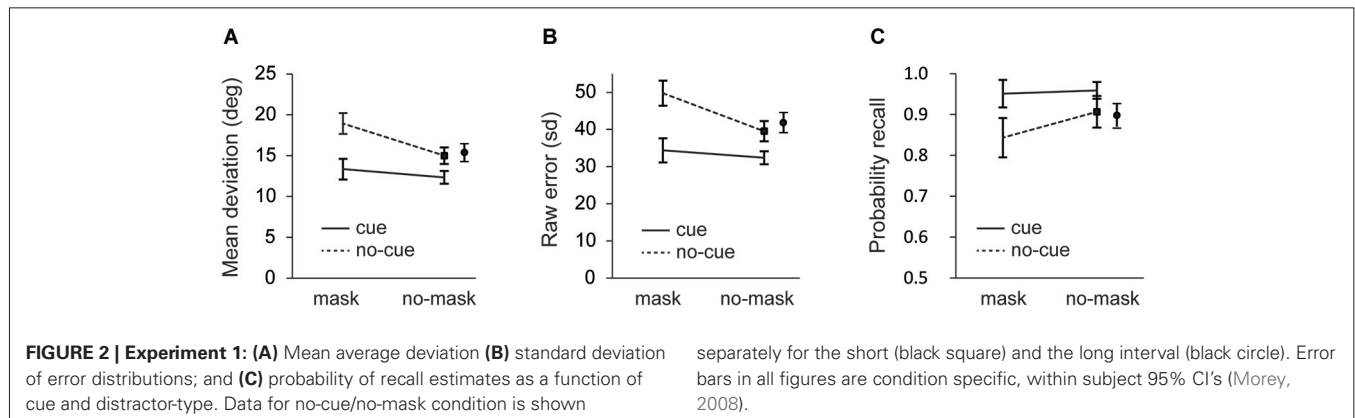 A
B
C
Mean deviation (deg)
25
20
15
10
5
0
cue
no-cue
mask
no-mask
Raw error (sd)
50
40
30
20
10
0
cue
no-cue
mask
no-mask
Probability recall
1.0
0.9
0.8
0.7
0.6
0.5
cue
no-cue
mask
no-mask
FIGURE 2 | Experiment 1: (A) Mean average deviation (B) standard deviation
of error distributions; and (C) probability of recall estimates as a function of
cue and distractor-type. Data for no-cue/no-mask condition is shown
separately for the short (black square) and the long interval (black circle). Error
bars in all figures are condition specific, within subject 95% CI's (Morey,
2008).